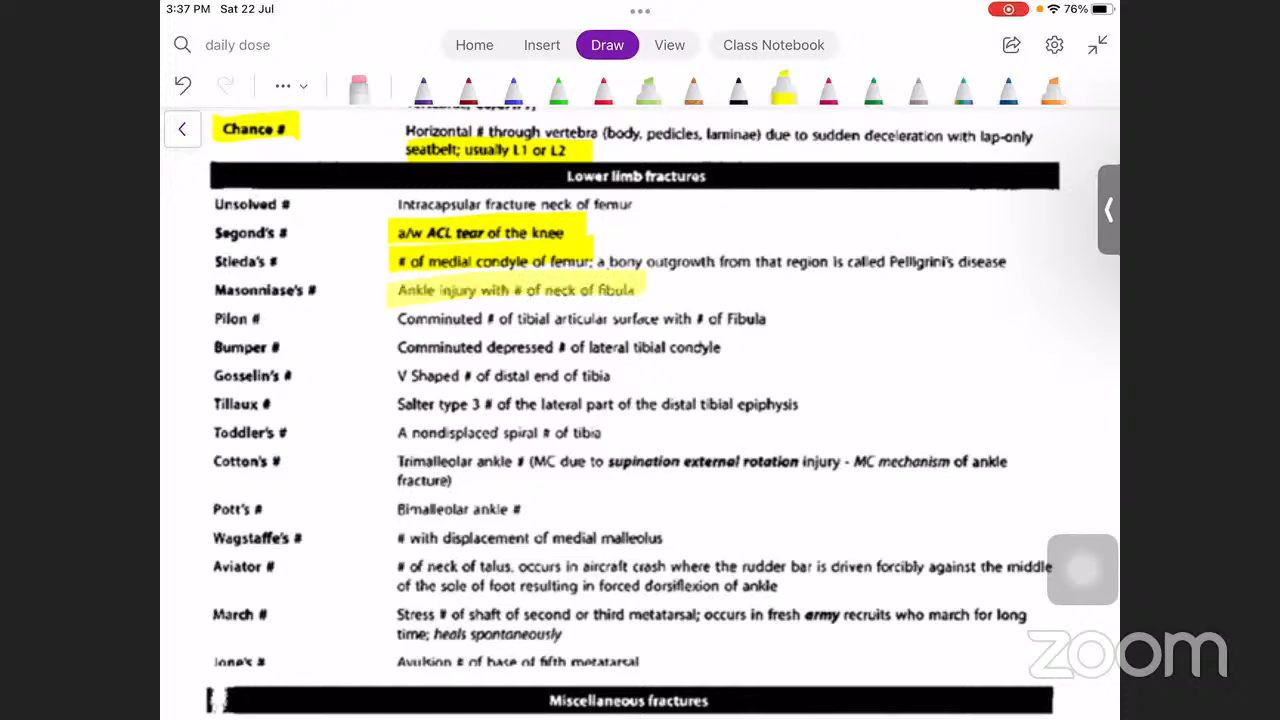 3:37 PM Sat 22 Jul
76%
daily dose
Home Insert Draw View Class Notebook
Chance # Horizontal # through vertebra (body, pedicles, laminae) due to sudden deceleration with lap-only
seatbelt; usually L1 or L2
Lower limb fractures
Unsolved # Intracapsular fracture neck of femur
Segond's # a/w ACL tear of the knee
Stieda's # # of medial condyle of femur; a bony outgrowth from that region is called Pelligrini's disease
Masonniase's # Ankle injury with # of neck of fibula
Pilon # Comminuted # of tibial articular surface with # of Fibula
Bumper # Comminuted depressed # of lateral tibial condyle
Gosselin's # V Shaped # of distal end of tibia
Tillaux # Salter type 3 # of the lateral part of the distal tibial epiphysis
Toddler's # A nondisplaced spiral # of tibia
Cotton's # Trimalleolar ankle # (MC due to supination external rotation injury - MC mechanism of ankle
fracture)
Pott's # Bimalleolar ankle #
Wagstaffe's # # with displacement of medial malleolus
Aviator # # of neck of talus, occurs in aircraft crash where the rudder bar is driven forcibly against the middle
of the sole of foot resulting in forced dorsiflexion of ankle
March # Stress # of shaft of second or third metatarsal; occurs in fresh army recruits who march for long
time; heals spontaneously
Jone's # Avulsion # of base of fifth metatarsal
Miscellaneous fractures
zoom